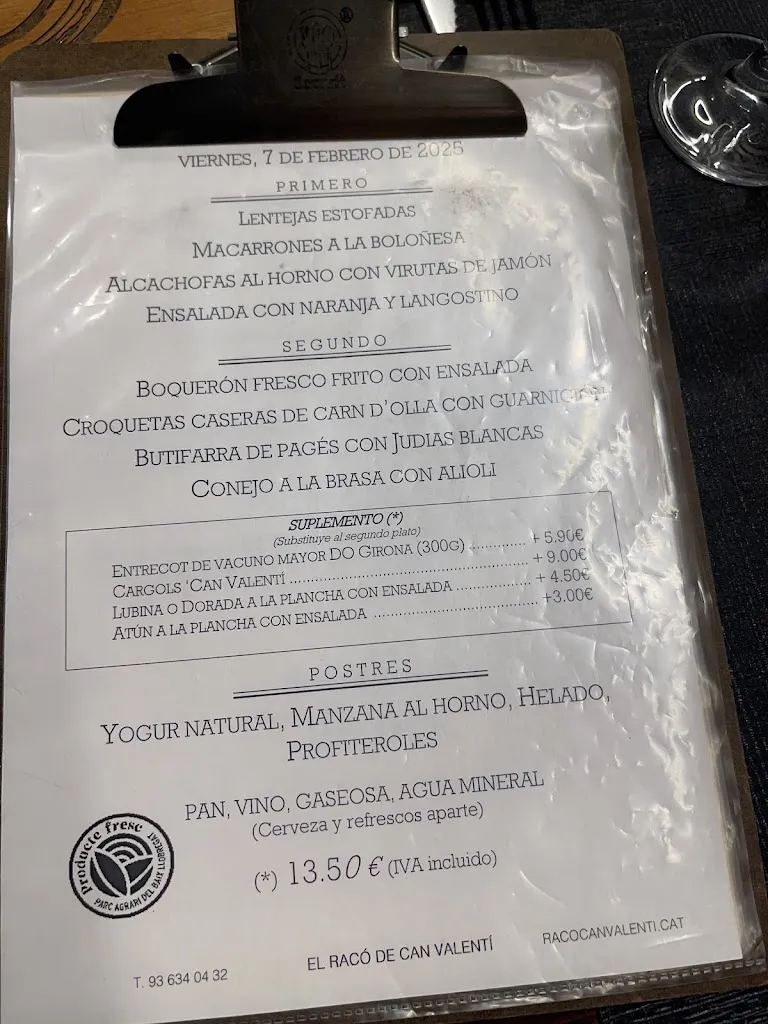 VIERNES, 7 DE FEBRERO DE 2025
PRIMERO
LENTEJAS ESTOFADAS
MACARRONES A LA BOLOÑESA
ALCACHOFAS AL HORNO CON VIRUTAS DE JAMÓN
ENSALADA CON NARANJA Y LANGOSTINO
SEGUNDO
BOQUERÓN FRESCO FRITO CON ENSALADA
CROQUETAS CASERAS DE CARN D'OLLA CON GUARNICIÓN
BUTIFARRA DE PAGÉS CON JUDIAS BLANCAS
CONEJO A LA BRASA CON ALIOLI
SUPLEMENTO (*)
(Substituye al segundo plato)
ENTRECOT DE VACUNO MAYOR DO GIRONA (300G) ............. + 5.90€
CARGOLS 'CAN VALENTÍ ...................................................... + 9.00€
LUBINA O DORADA A LA PLANCHA CON ENSALADA ................. + 4.50€
ATÚN A LA PLANCHA CON ENSALADA ..................................... +3.00€
POSTRES
YOGUR NATURAL, MANZANA AL HORNO, HELADO,
PROFITEROLES
PAN, VINO, GASEOSA, AGUA MINERAL
(Cerveza y refrescos aparte)
(*) 13.50 € (IVA incluido)
producte fresc
PARC AGRARI DEL BAIX LLOBREGAT
T. 93 634 04 32
EL RACÓ DE CAN VALENTÍ
RACOCANVALENTI.CAT